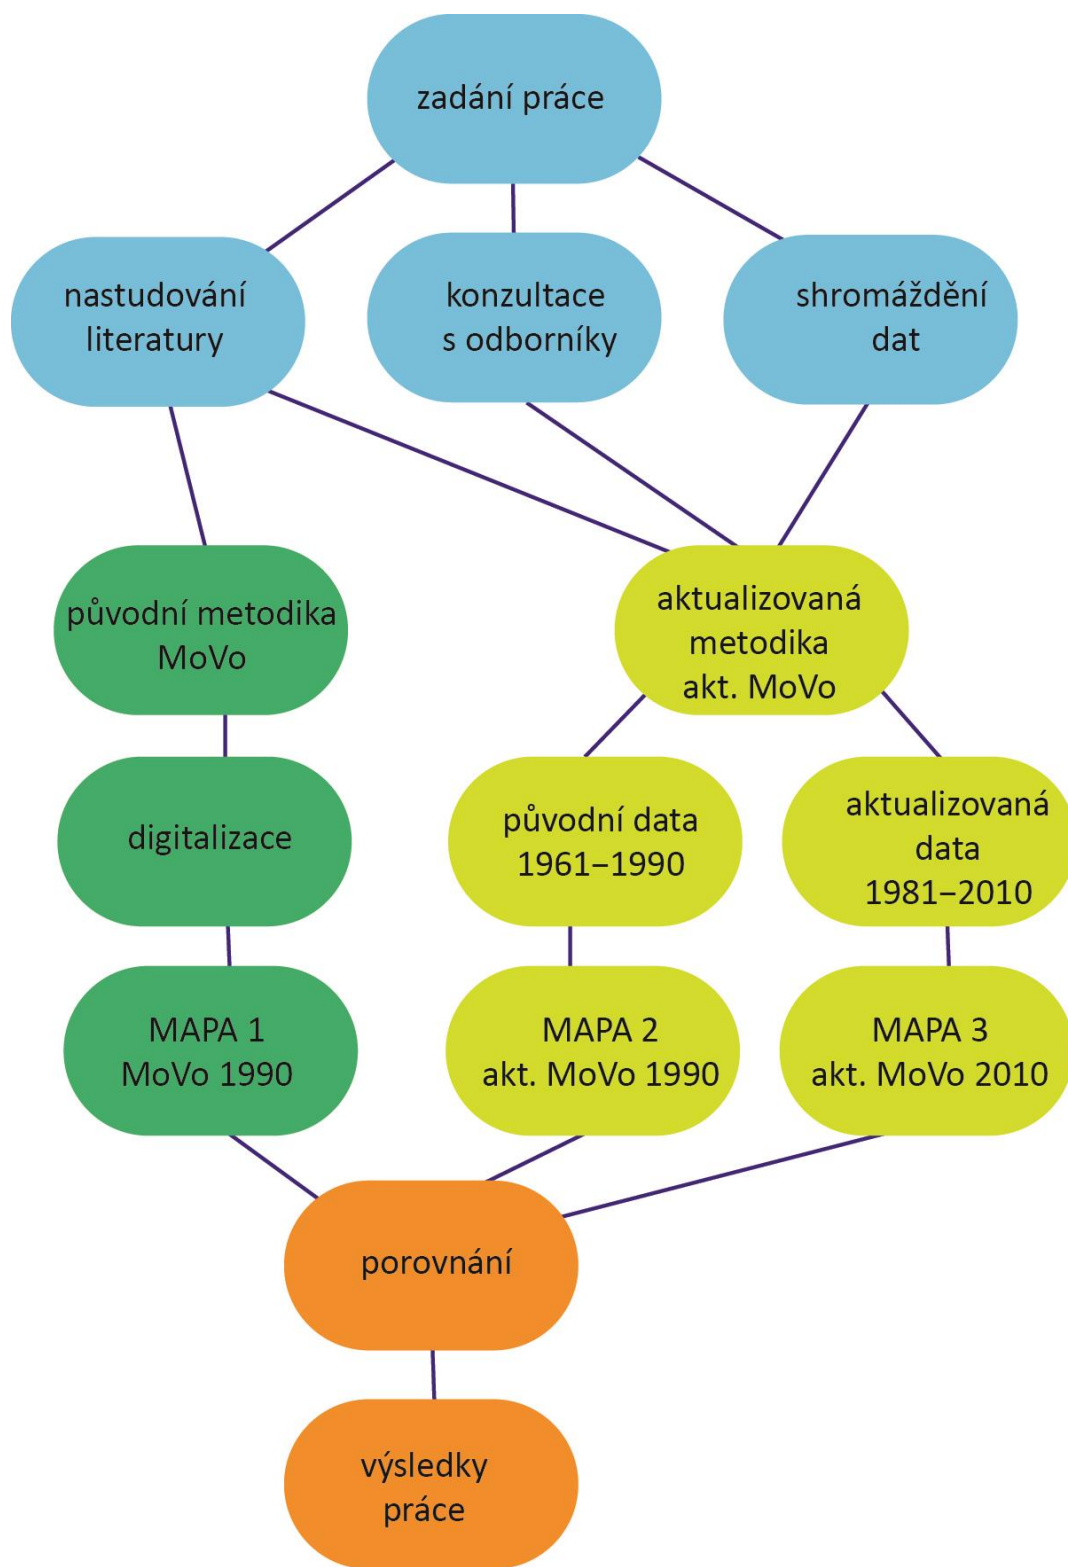 zadání práce
nastudování
literatury
konzultace
s odborníky
shromáždění
dat
původní metodika
MoVo
aktualizovaná
metodika
akt. MoVo
digitalizace
původní data
1961–1990
aktualizovaná
data
1981–2010
MAPA 1
MoVo 1990
MAPA 2
akt. MoVo 1990
MAPA 3
akt. MoVo 2010
porovnání
výsledky
práce